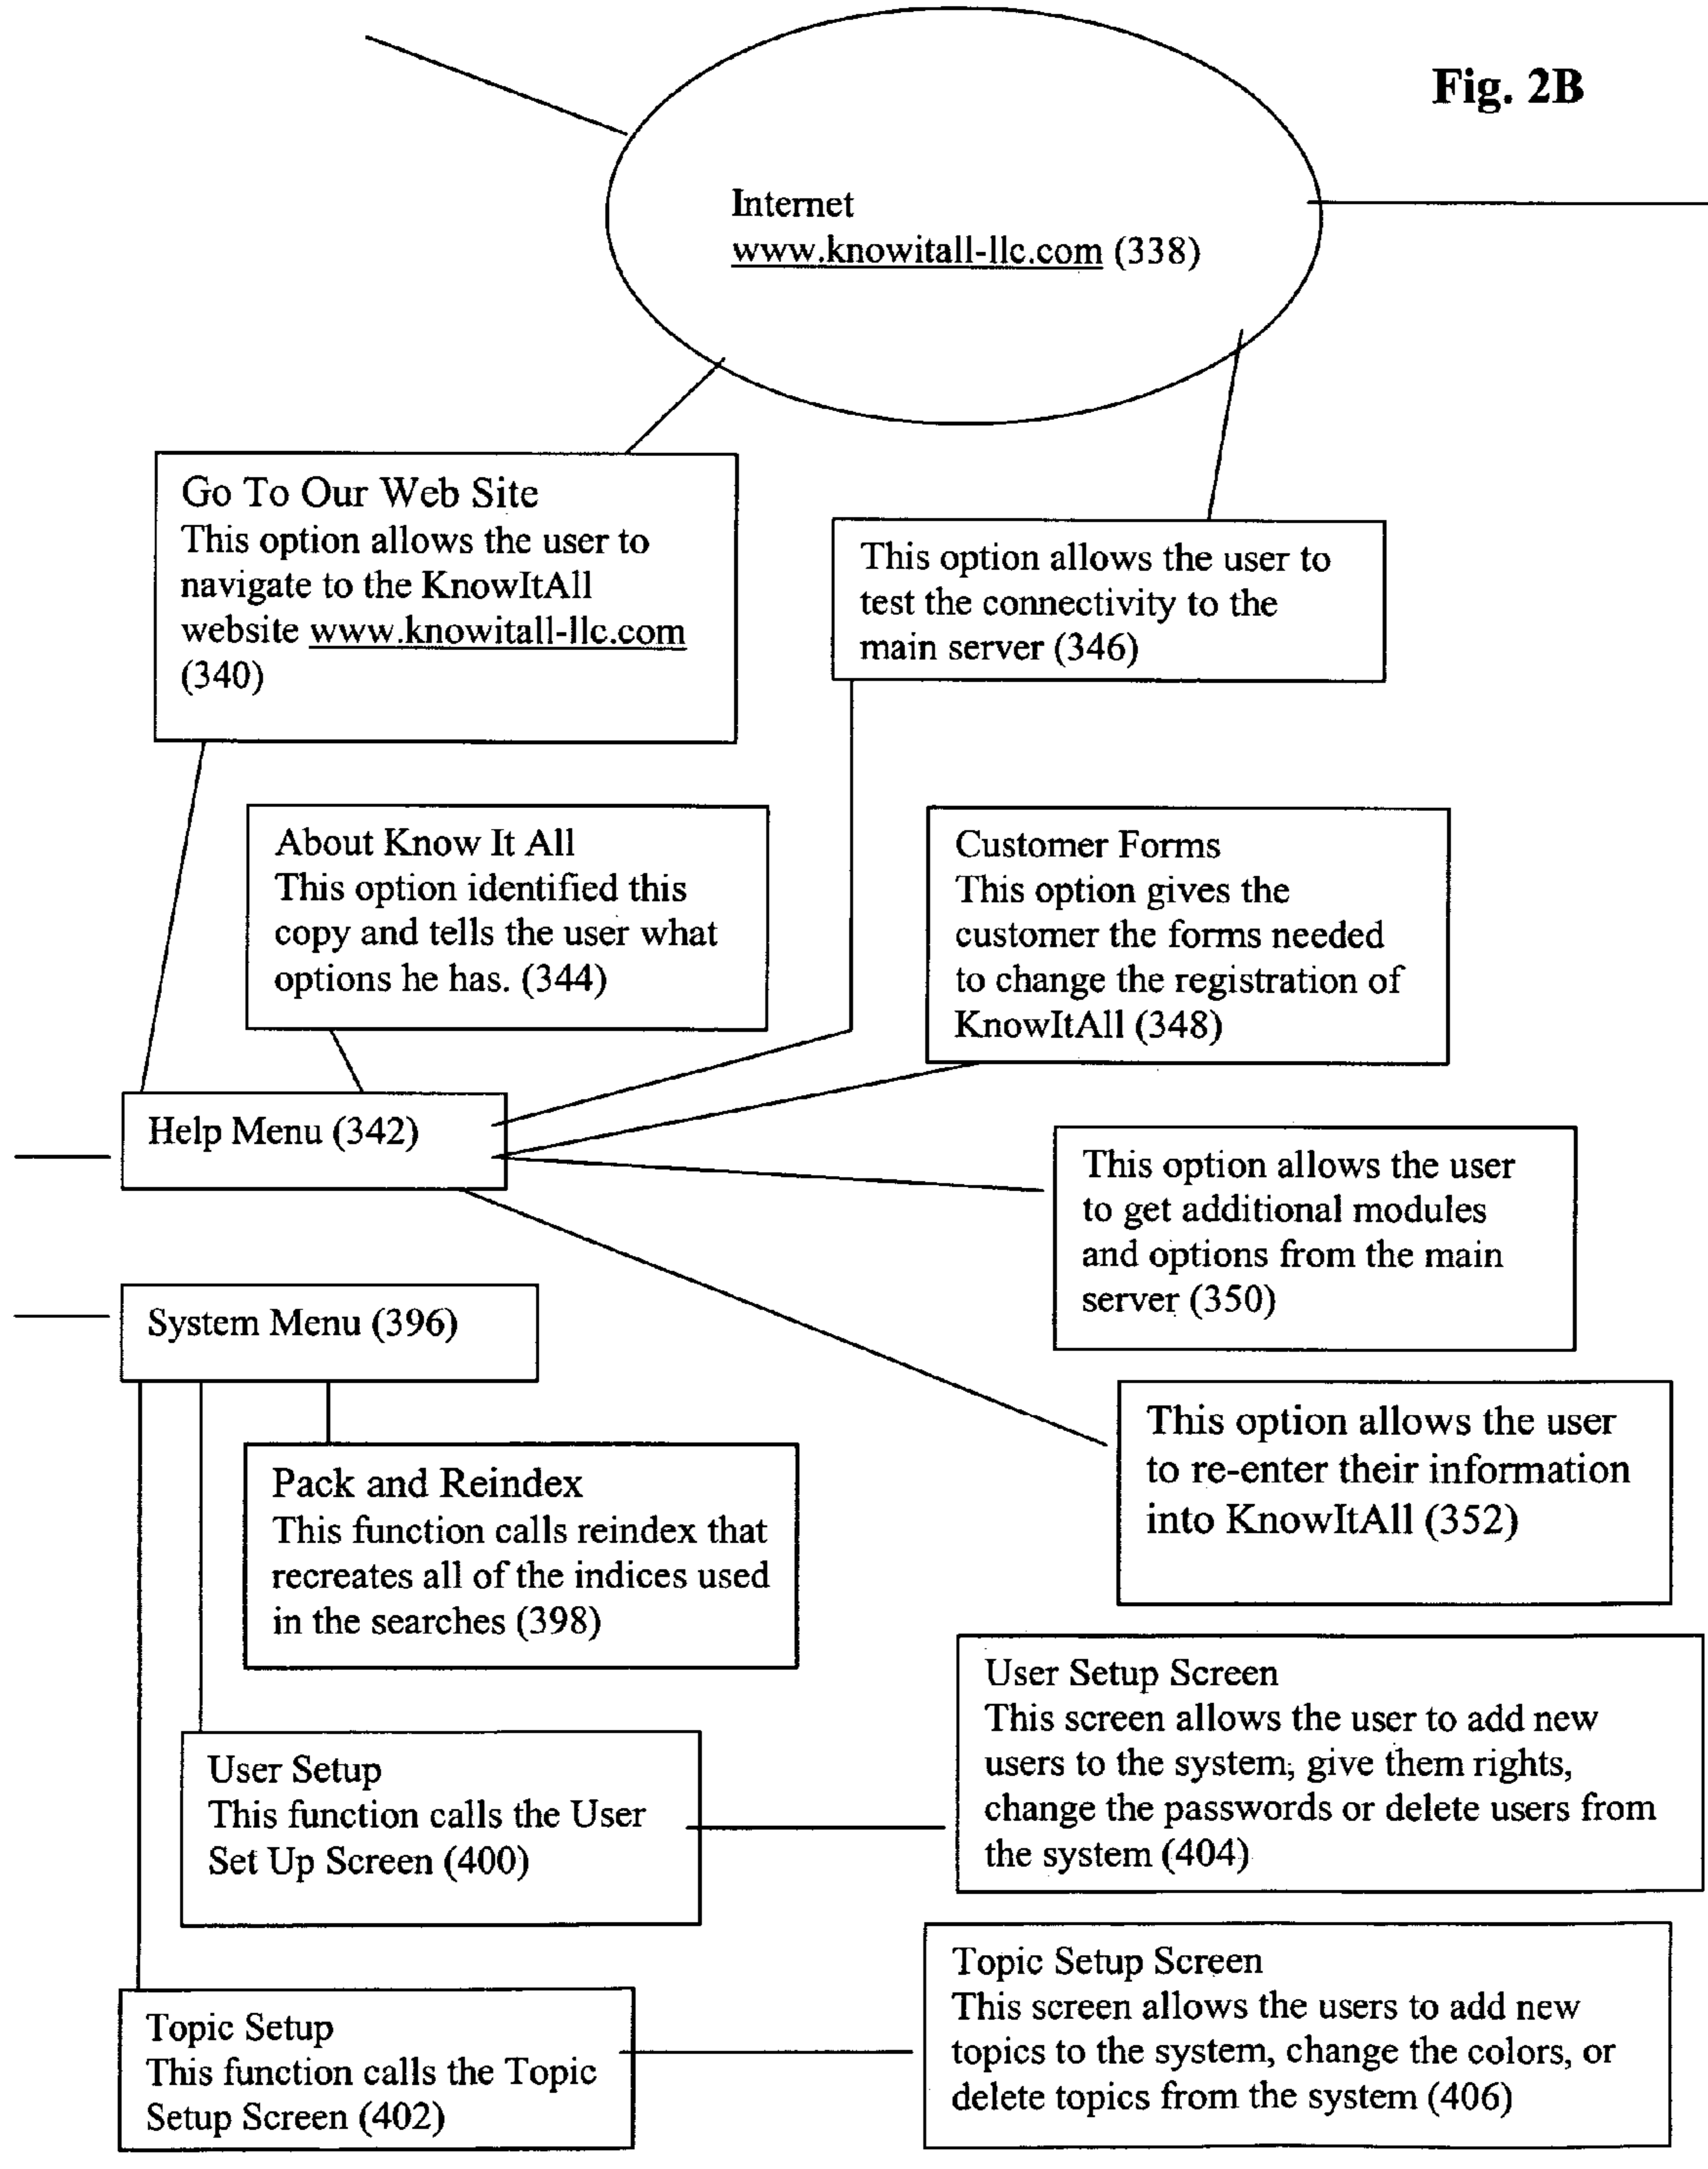 Fig. 2B
Internet
www.knowitall-llc.com (338)
Go To Our Web Site
This option allows the user to
navigate to the KnowItAll
website www.knowitall-llc.com
(340)
This option allows the user to
test the connectivity to the
main server (346)
About Know It All
This option identified this
copy and tells the user what
options he has. (344)
Customer Forms
This option gives the
customer the forms needed
to change the registration of
KnowItAll (348)
Help Menu (342)
This option allows the user
to get additional modules
and options from the main
server (350)
System Menu (396)
This option allows the user
to re-enter their information
into KnowItAll (352)
Pack and Reindex
This function calls reindex that
recreates all of the indices used
in the searches (398)
User Setup Screen
This screen allows the user to add new
users to the system, give them rights,
change the passwords or delete users from
the system (404)
User Setup
This function calls the User
Set Up Screen (400)
Topic Setup Screen
This screen allows the users to add new
topics to the system, change the colors, or
delete topics from the system (406)
Topic Setup
This function calls the Topic
Setup Screen (402)